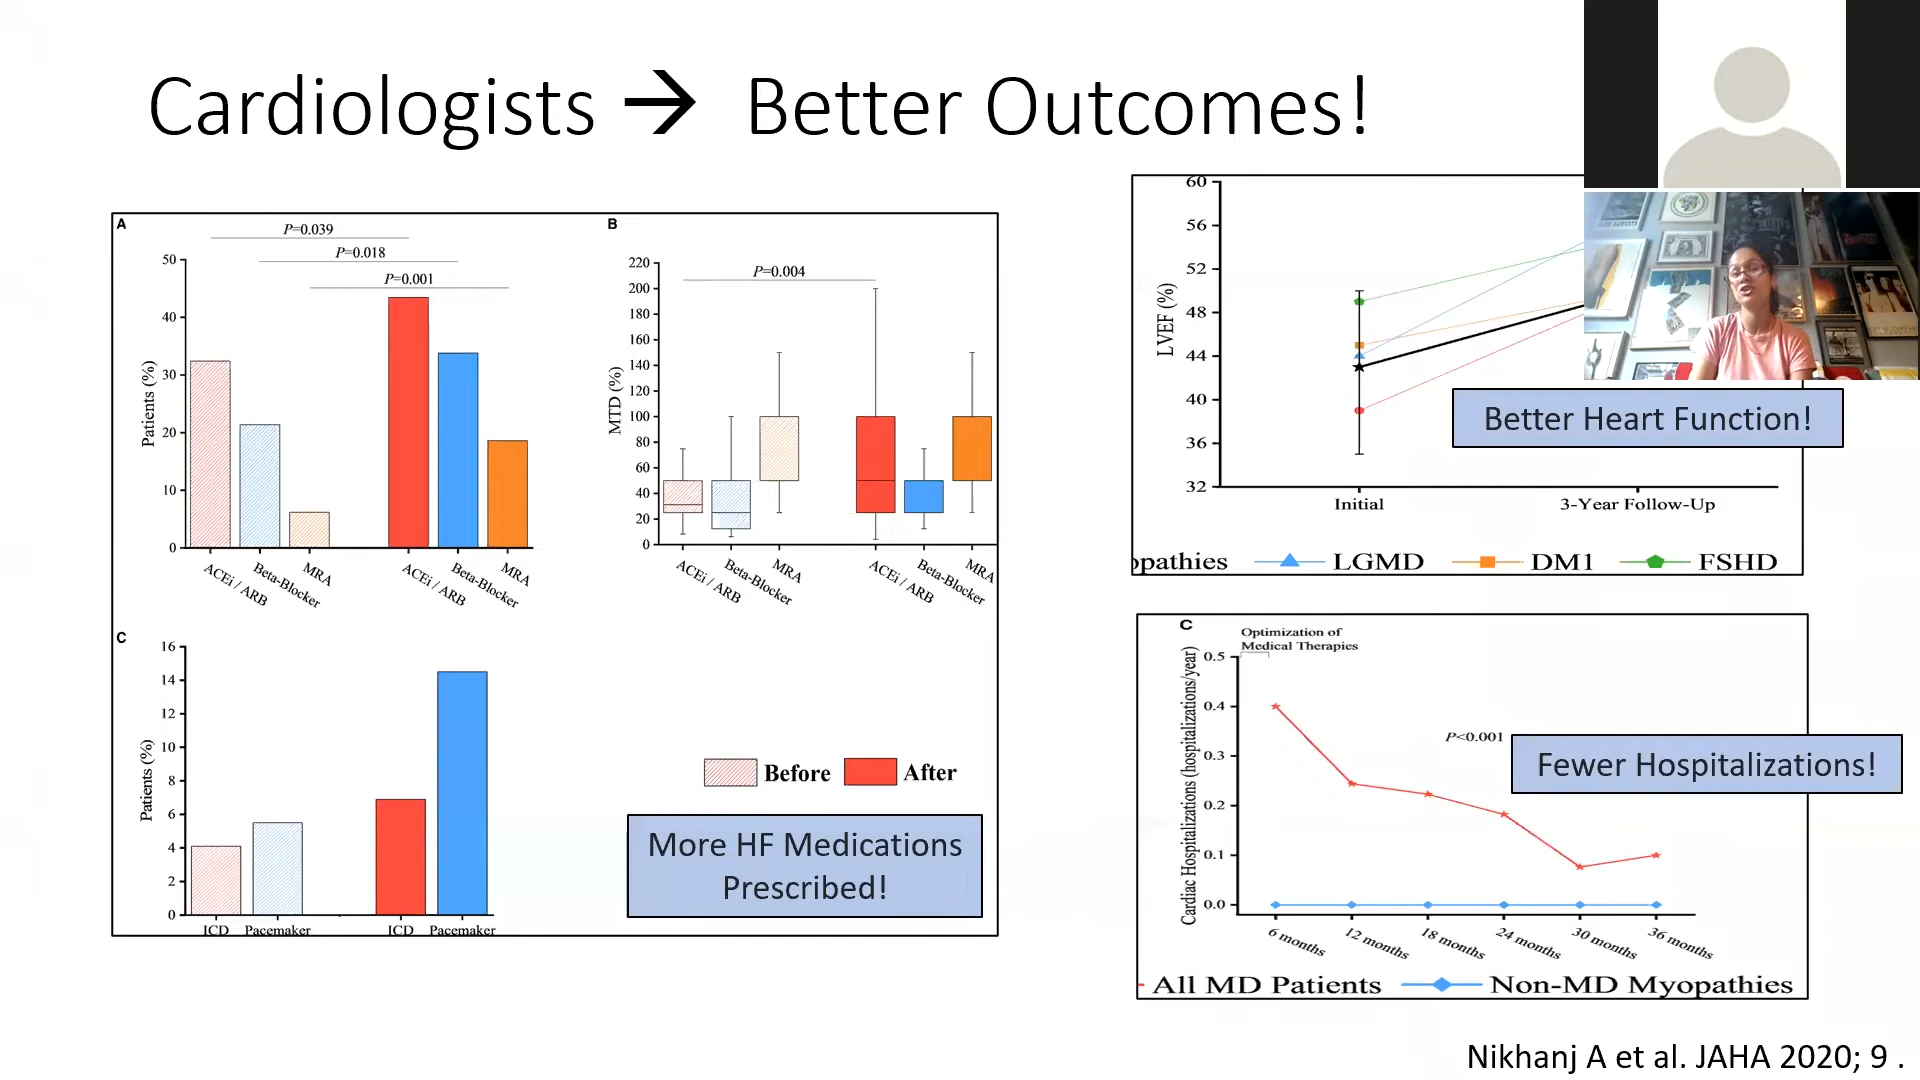 Cardiologists → Better Outcomes!
A
P=0.039
P=0.018
P=0.001
Patients (%)
50
40
30
20
10
0
ACEi / ARB
Beta-Blocker
MRA
ACEi / ARB
Beta-Blocker
MRA
B
P=0.004
MTD (%)
220
200
180
160
140
120
100
80
60
40
20
0
ACEi / ARB
Beta-Blocker
MRA
ACEi / ARB
Beta-Blocker
MRA
C
Patients (%)
16
14
12
10
8
6
4
2
0
ICD Pacemaker ICD Pacemaker
Before After
More HF Medications
Prescribed!
LVEF (%)
60
56
52
48
44
40
36
32
Initial 3-Year Follow-Up
pathies LGMD DM1 FSHD
Better Heart Function!
C
Optimization of
Medical Therapies
Cardiac Hospitalizations (hospitalizations/year)
0.5
0.4
0.3
0.2
0.1
0.0
P<0.001
Fewer Hospitalizations!
6 months
12 months
18 months
24 months
30 months
36 months
All MD Patients Non-MD Myopathies
Nikhanj A et al. JAHA 2020; 9 .